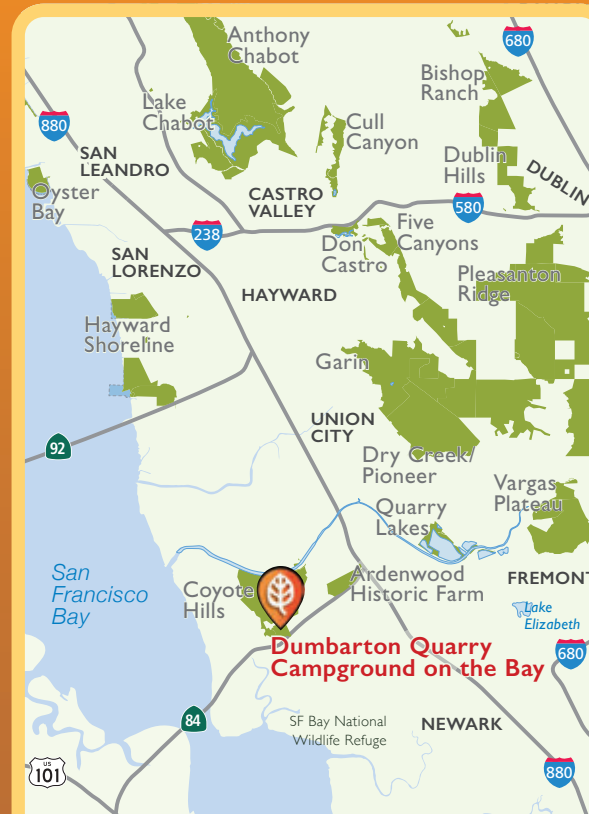 Anthony
Chabot
680
Bishop
Ranch
Lake
Chabot
880
Cull
Canyon
SAN
LEANDRO
Dublin
Hills
DUBLIN
Oyster
Bay
CASTRO
VALLEY
580
238
Five
Canyons
Don
Castro
SAN
LORENZO
Pleasanton
Ridge
HAYWARD
Hayward
Shoreline
Garin
UNION
CITY
92
Dry Creek/
Pioneer
Vargas
Plateau
Quarry
Lakes
San
Francisco
Bay
Coyote
Hills
Ardenwood
Historic Farm
FREMONT
Lake
Elizabeth
Dumbarton Quarry
Campground on the Bay
680
84
SF Bay National
Wildlife Refuge
NEWARK
US
101
880